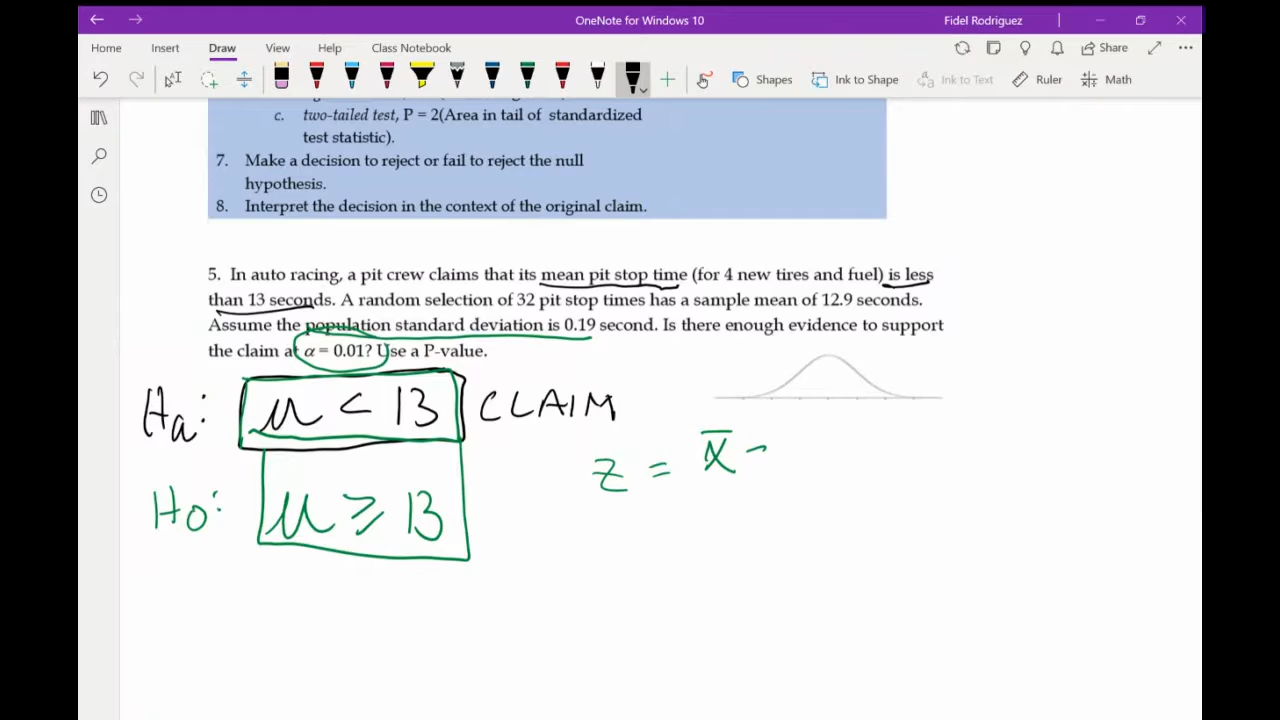 OneNote for Windows 10
Fidel Rodriguez
Home Insert Draw View Help Class Notebook
Share
Shapes
Ink to Shape
Ink to Text
Ruler
Math
c. two-tailed test, P = 2(Area in tail of standardized
test statistic).
7. Make a decision to reject or fail to reject the null
hypothesis.
8. Interpret the decision in the context of the original claim.
5. In auto racing, a pit crew claims that its mean pit stop time (for 4 new tires and fuel) is less
than 13 seconds. A random selection of 32 pit stop times has a sample mean of 12.9 seconds.
Assume the population standard deviation is 0.19 second. Is there enough evidence to support
the claim at α = 0.01? Use a P-value.
Ha: μ < 13 CLAIM
z = x̄ -
Ho: μ ≥ 13